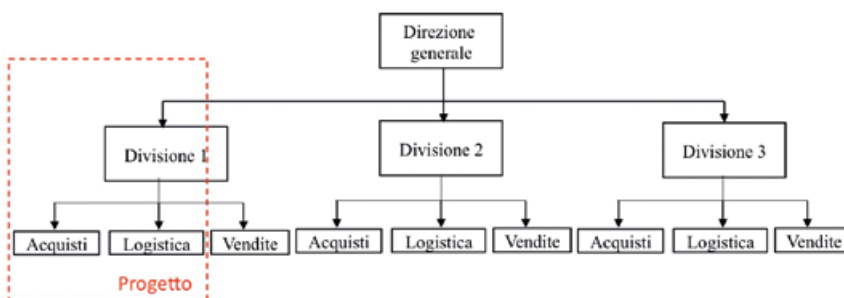 Direzione
generale
Divisione 1
Divisione 2
Divisione 3
Acquisti
Logistica
Vendite
Acquisti
Logistica
Vendite
Acquisti
Logistica
Vendite
Progetto